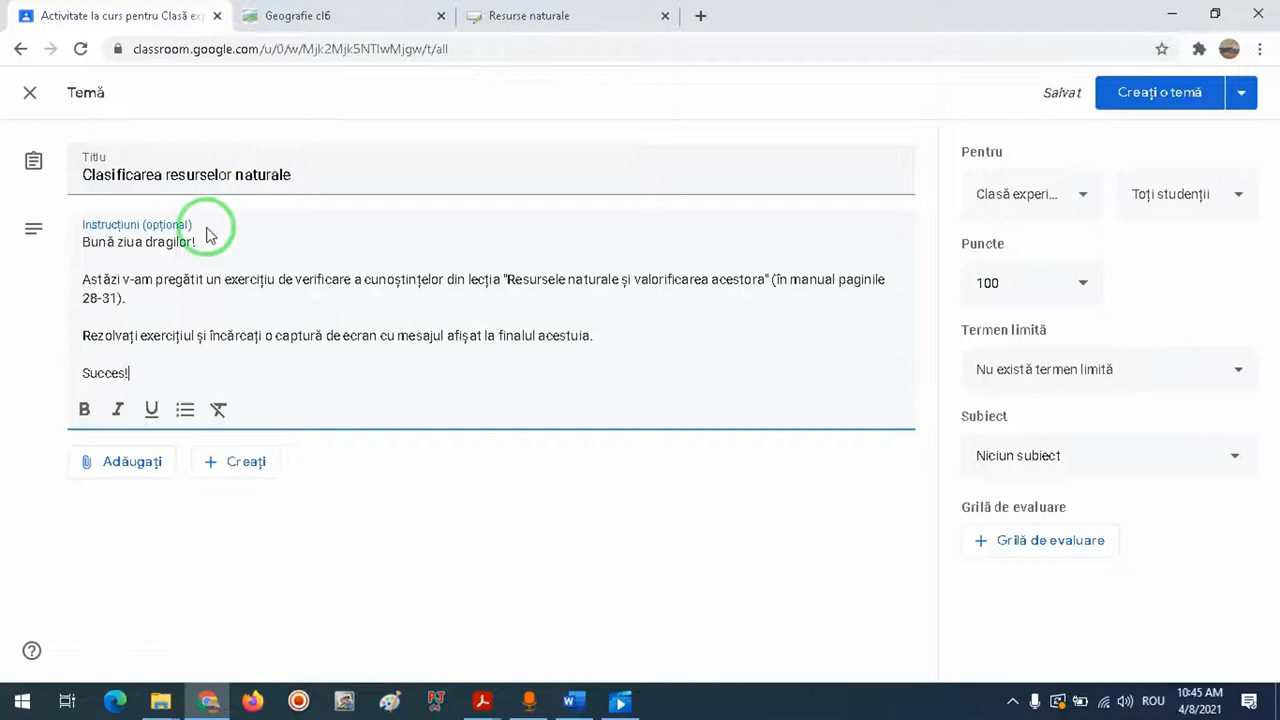 Activitate la curs pentru Clasă exp
Geografie cl6
Resurse naturale
classroom.google.com/u/0/w/Mjk2Mjk5NTIwMjgw/t/all
Temă
Salvat
Creați o temă
Titlu
Clasificarea resurselor naturale
Instrucțiuni (opțional)
Bună ziua dragilor!
Astăzi v-am pregătit un exercițiu de verificare a cunoștințelor din lecția "Resursele naturale și valorificarea acestora" (în manual paginile
28-31).
Rezolvați exercițiul și încărcați o captură de ecran cu mesajul afișat la finalul acestuia.
Succes!
B I U
Adăugați
Creați
Pentru
Clasă experi...
Toți studenții
Puncte
100
Termen limită
Nu există termen limită
Subiect
Niciun subiect
Grilă de evaluare
Grilă de evaluare
ROU
10:45 AM
4/8/2021